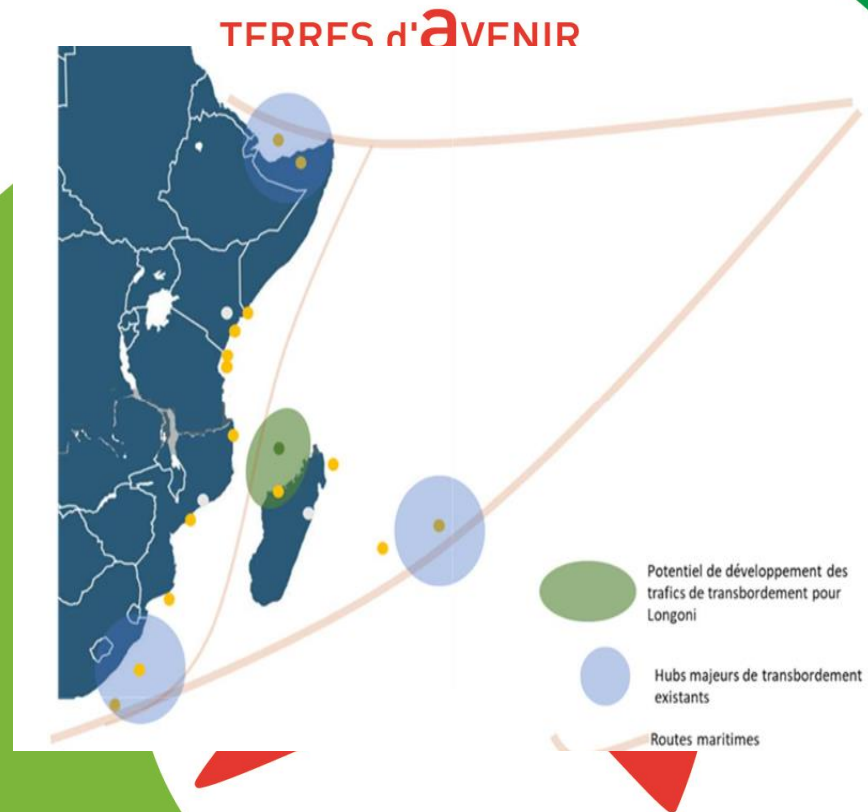 TERRES d'aVENIR
Potentiel de développement des
trafics de transbordement pour
Longoni
Hubs majeurs de transbordement
existants
Routes maritimes